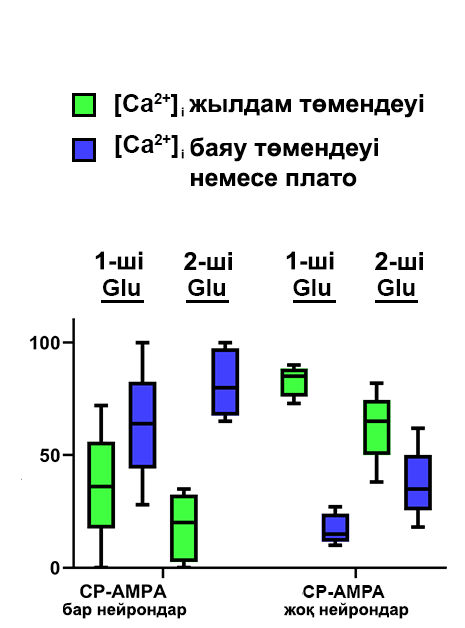 [Ca²⁺]ᵢ жылдам төмендеуі
[Ca²⁺]ᵢ баяу төмендеуі
немесе плато
1-ші 2-ші 1-ші 2-ші
Glu Glu Glu Glu
100
50
0
CP-AMPA CP-AMPA
бар нейрондар жоқ нейрондар